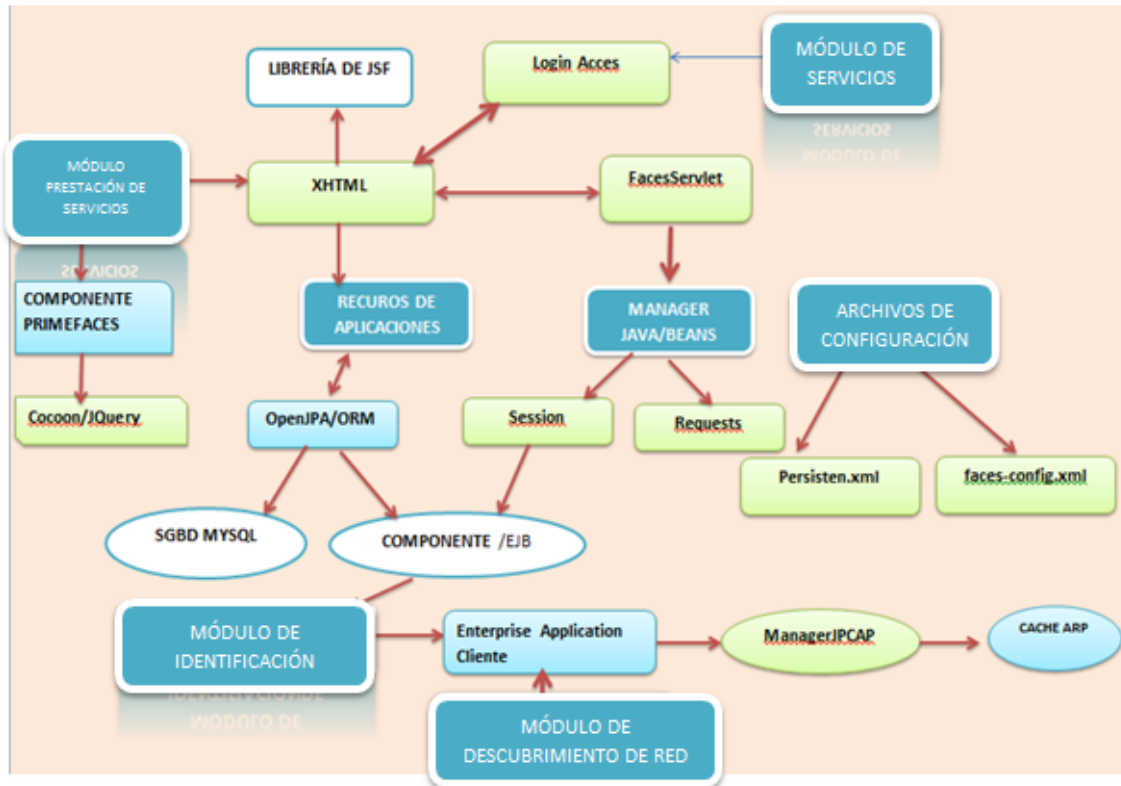 LIBRERÍA DE JSF
Login Acces
MÓDULO DE
SERVICIOS
MÓDULO
PRESTACIÓN DE
SERVICIOS
XHTML
FacesServlet
COMPONENTE
PRIMEFACES
RECUROS DE
APLICACIONES
MANAGER
JAVA/BEANS
ARCHIVOS DE
CONFIGURACIÓN
Cocoon/JQuery
OpenJPA/ORM
Session
Requests
Persisten.xml
faces-config.xml
SGBD MYSQL
COMPONENTE /EJB
MÓDULO DE
IDENTIFICACIÓN
Enterprise Application
Cliente
ManagerJPCAP
CACHE ARP
MÓDULO DE
DESCUBRIMIENTO DE RED